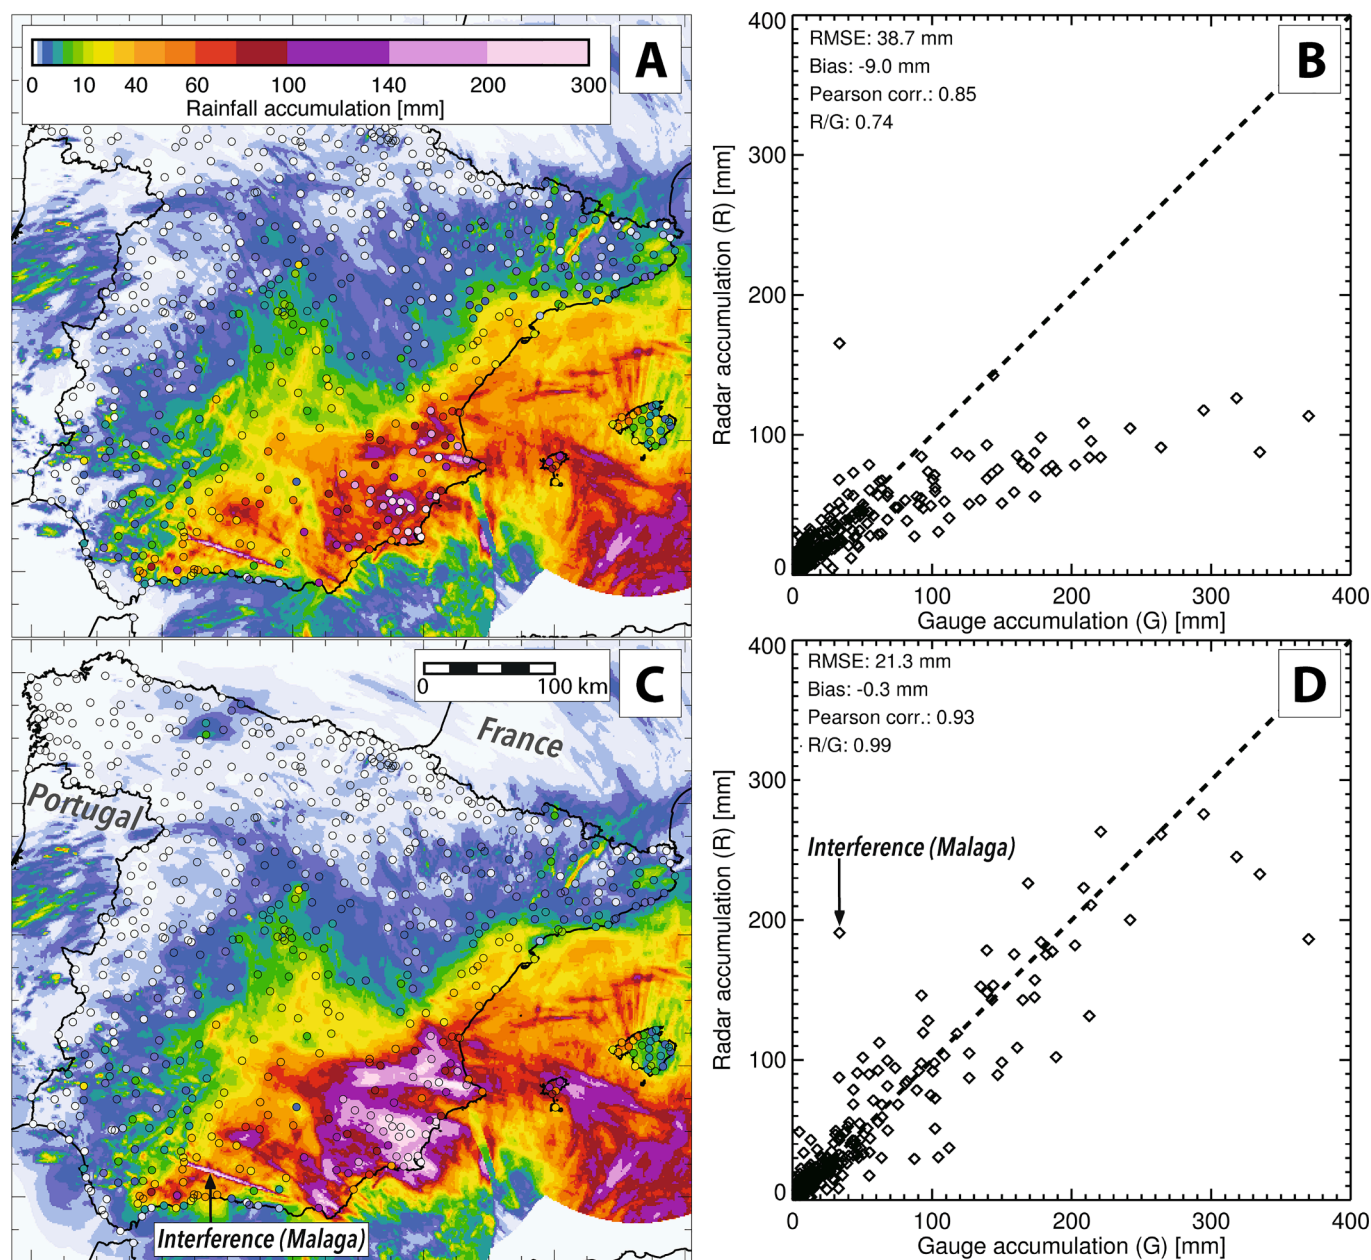 A
0 10 40 60 100 140 200 300
Rainfall accumulation [mm]
B
RMSE: 38.7 mm
Bias: -9.0 mm
Pearson corr.: 0.85
R/G: 0.74
400
300
200
100
0
Radar accumulation (R) [mm]
0 100 200 300 400
Gauge accumulation (G) [mm]
C
0 100 km
France
Portugal
Interference (Malaga)
D
RMSE: 21.3 mm
Bias: -0.3 mm
Pearson corr.: 0.93
R/G: 0.99
Interference (Malaga)
400
300
200
100
0
Radar accumulation (R) [mm]
0 100 200 300 400
Gauge accumulation (G) [mm]